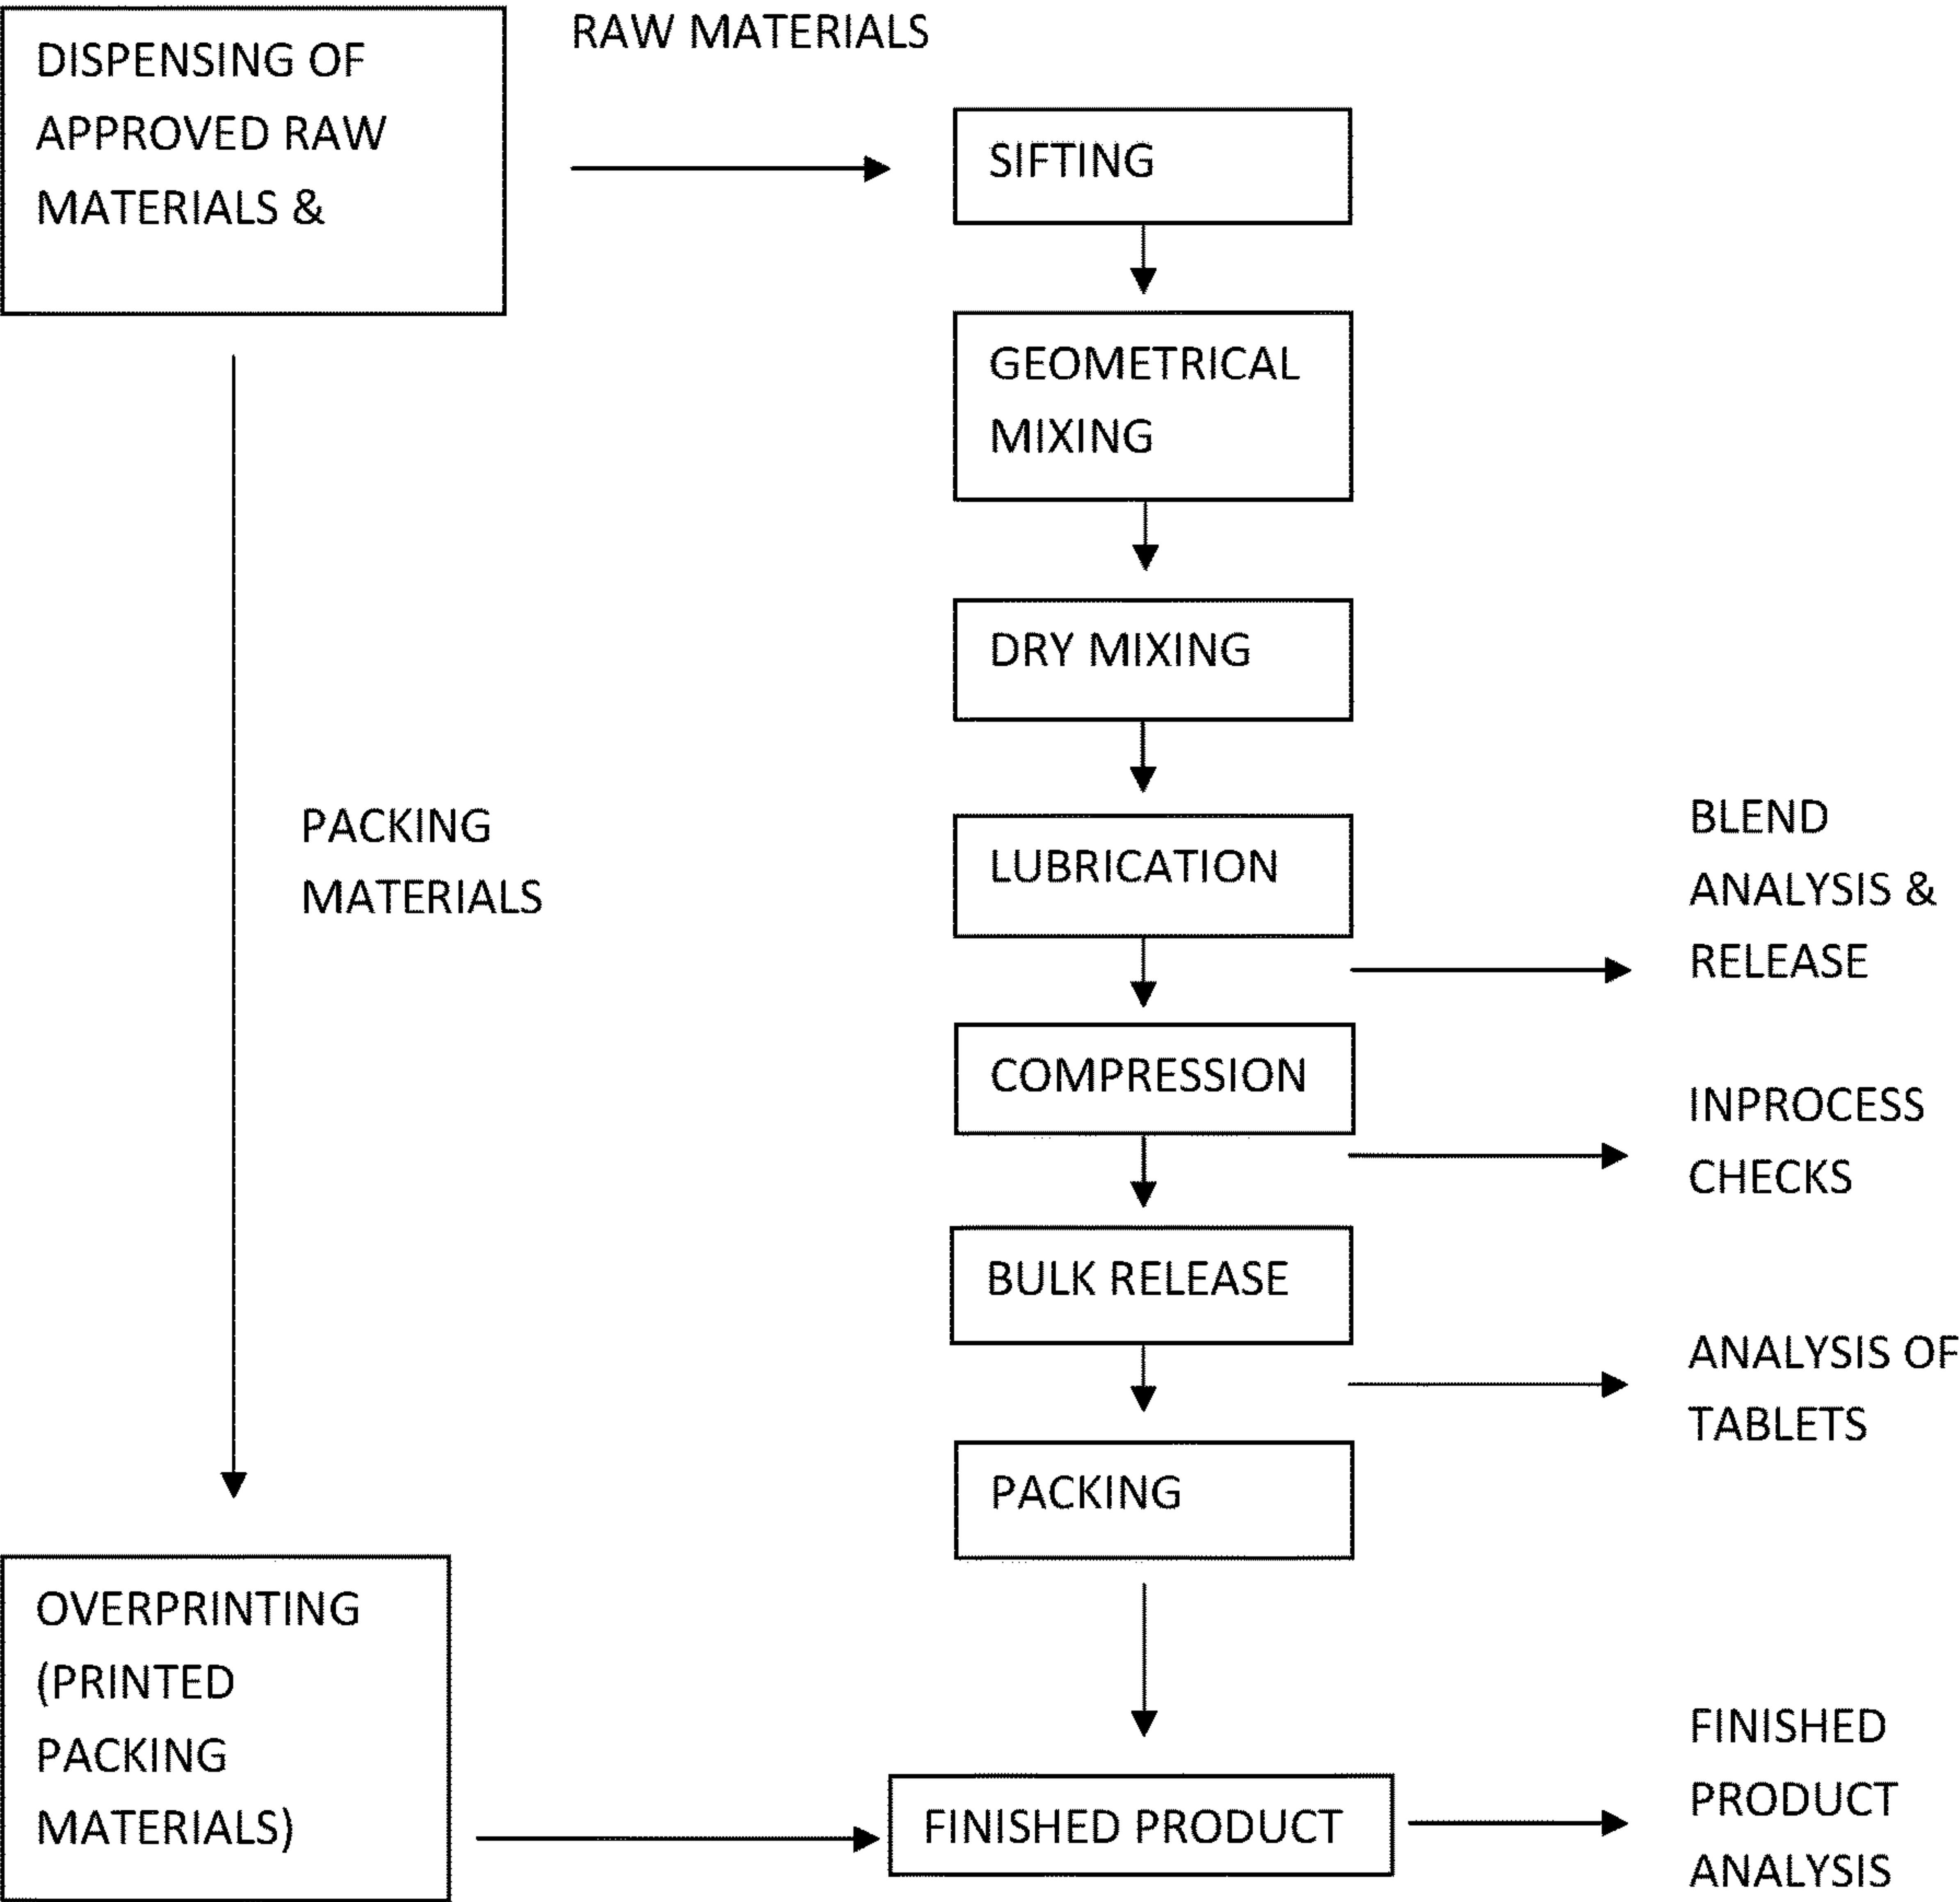 DISPENSING OF
APPROVED RAW
MATERIALS &
RAW MATERIALS
SIFTING
GEOMETRICAL
MIXING
DRY MIXING
PACKING
MATERIALS
LUBRICATION
BLEND
ANALYSIS &
RELEASE
COMPRESSION
INPROCESS
CHECKS
BULK RELEASE
ANALYSIS OF
TABLETS
PACKING
OVERPRINTING
(PRINTED
PACKING
MATERIALS)
FINISHED PRODUCT
FINISHED
PRODUCT
ANALYSIS